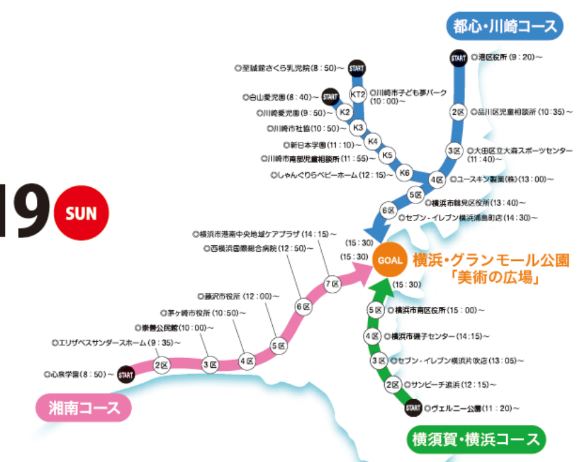 都心・川崎コース
START
◎港区役所(9:20)～
◎至誠館さくら乳児院(8:50)～
START
◎白山愛児園(8:40)～
START
KT2
◎川崎市子ども夢パーク
(10:00)～
◎川崎愛児園(9:50)～
K2
◎川崎市社協(10:50)～
K3
◎新日本学園(11:10)～
K4
◎川崎市南部児童相談所(11:55)～
K5
◎しゃんぐりらベビーホーム(12:15)～
K6
2区
◎品川区児童相談所(10:35)～
3区
◎大田区立大森スポーツセンター
(11:40)～
4区
◎ユースキン製薬(株)(13:00)～
5区
◎横浜市鶴見区役所(13:40)～
6区
◎セブン-イレブン横浜浦島町店(14:30)～
19
SUN
(15:30)
(15:30)
GOAL
横浜・グランモール公園
「美術の広場」
(15:30)
◎横浜市港南中央地域ケアプラザ(14:15)～
7区
◎西横浜国際総合病院(12:50)～
6区
◎藤沢市役所(12:00)～
5区
◎茅ヶ崎市役所(10:50)～
4区
◎崇善公民館(10:00)～
3区
◎エリザベスサンダースホーム(9:35)～
2区
◎心泉学園(8:50)～
START
湘南コース
5区
◎横浜市南区役所(15:00)～
4区
◎横浜市磯子センター(14:15)～
3区
◎セブン-イレブン横浜片吹店(13:05)～
2区
◎サンビーチ追浜(12:15)～
START
◎ヴェルニー公園(11:20)～
横須賀・横浜コース